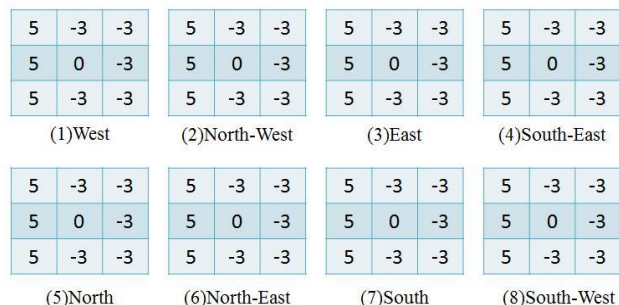 5 -3 -3 5 -3 -3 5 -3 -3 5 -3 -3
5 0 -3 5 0 -3 5 0 -3 5 0 -3
5 -3 -3 5 -3 -3 5 -3 -3 5 -3 -3
(1)West (2)North-West (3)East (4)South-East
5 -3 -3 5 -3 -3 5 -3 -3 5 -3 -3
5 0 -3 5 0 -3 5 0 -3 5 0 -3
5 -3 -3 5 -3 -3 5 -3 -3 5 -3 -3
(5)North (6)North-East (7)South (8)South-West